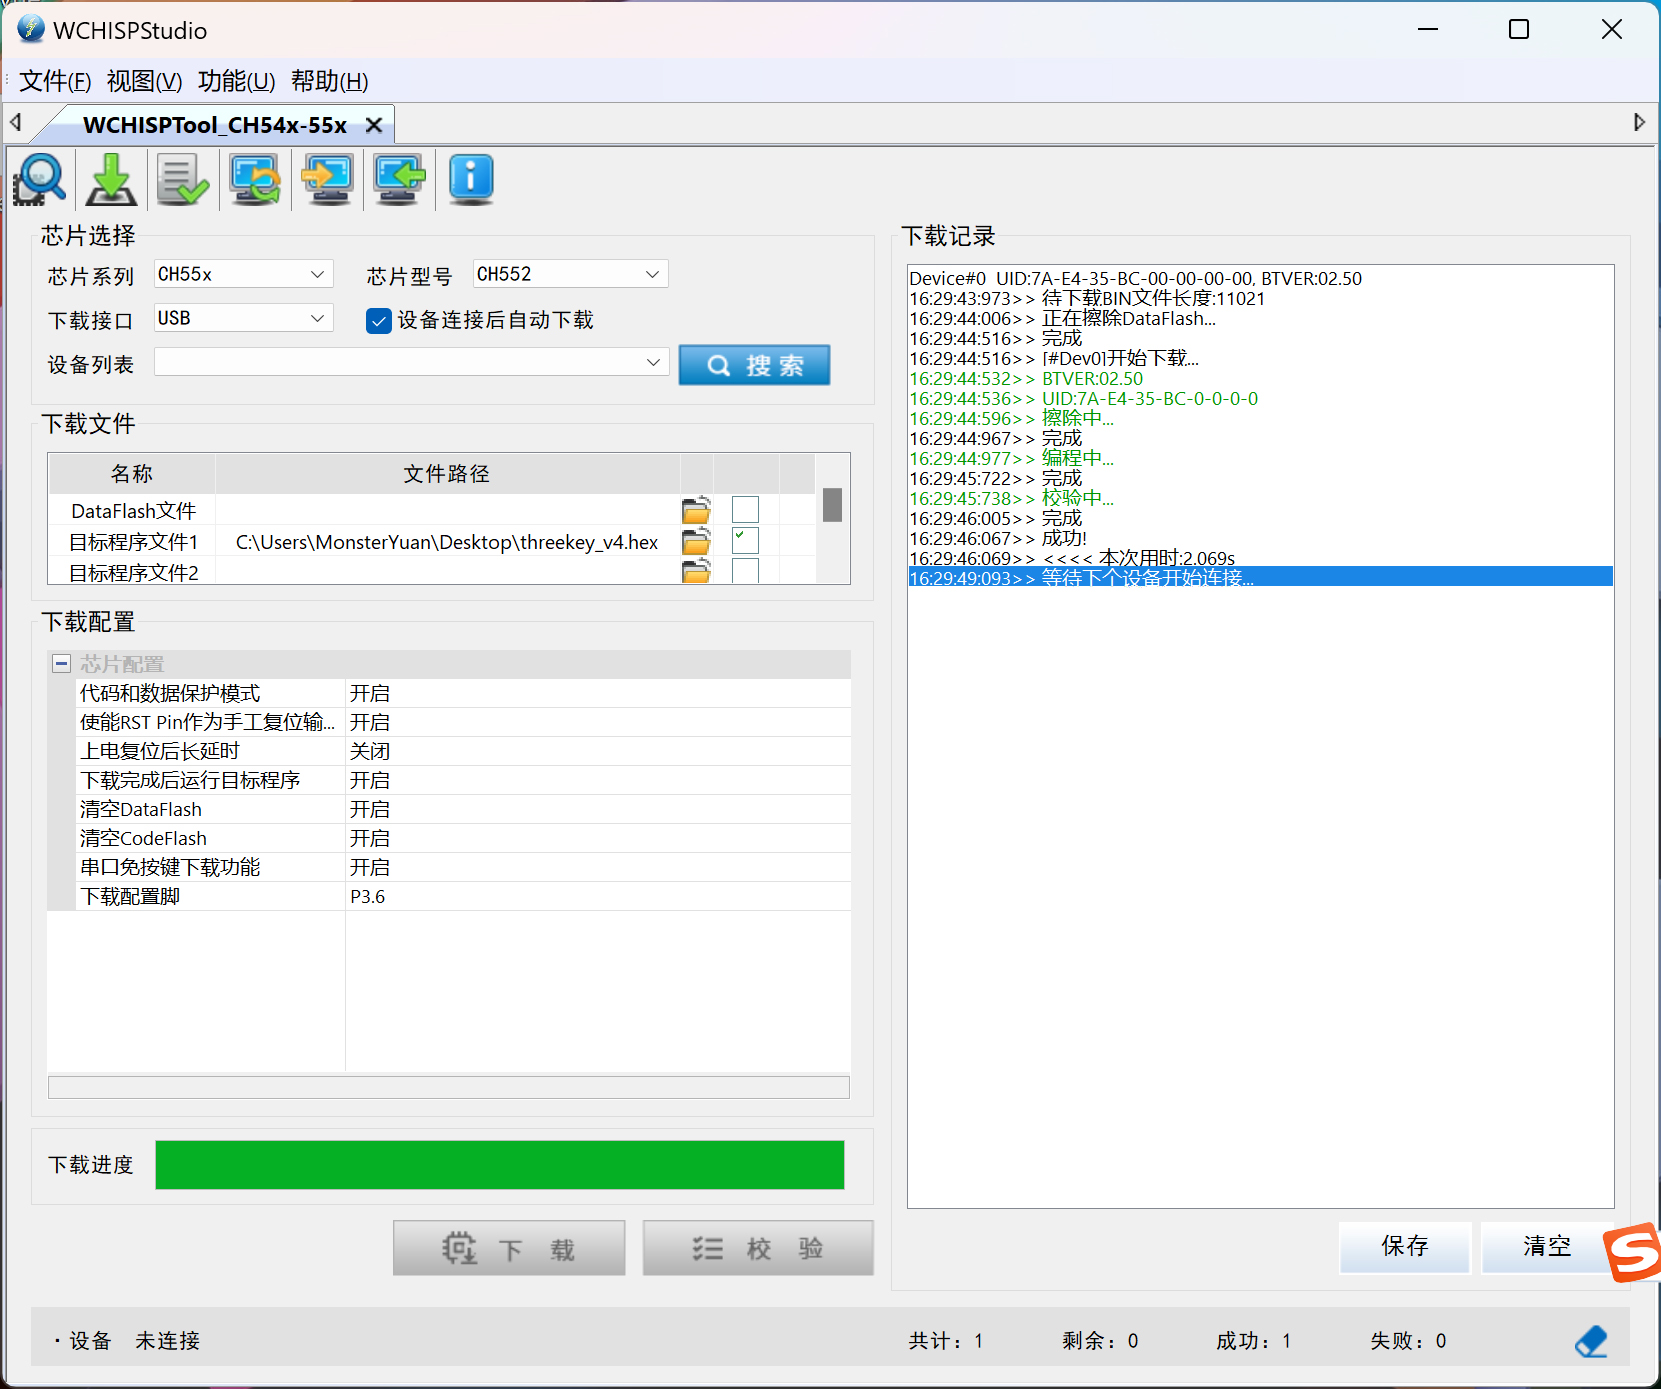 WCHISPStudio
文件(F) 视图(V) 功能(U) 帮助(H)
WCHISPTool_CH54x-55x
芯片选择
芯片系列 CH55x 芯片型号 CH552
下载接口 USB 设备连接后自动下载
设备列表 搜索
下载文件
名称 文件路径
DataFlash文件
目标程序文件1 C:\Users\MonsterYuan\Desktop\threekey_v4.hex
目标程序文件2
下载配置
芯片配置
代码和数据保护模式 开启
使能RST Pin作为手工复位输... 开启
上电复位后长延时 关闭
下载完成后运行目标程序 开启
清空DataFlash 开启
清空CodeFlash 开启
串口免按键下载功能 开启
下载配置脚 P3.6
下载进度
下 载 校 验
下载记录
Device#0 UID:7A-E4-35-BC-00-00-00-00, BTVER:02.50
16:29:43:973>> 待下载BIN文件长度:11021
16:29:44:006>> 正在擦除DataFlash...
16:29:44:516>> 完成
16:29:44:516>> [#Dev0]开始下载...
16:29:44:532>> BTVER:02.50
16:29:44:536>> UID:7A-E4-35-BC-0-0-0-0
16:29:44:596>> 擦除中...
16:29:44:967>> 完成
16:29:44:977>> 编程中...
16:29:45:722>> 完成
16:29:45:738>> 校验中...
16:29:46:005>> 完成
16:29:46:067>> 成功!
16:29:46:069>> <<<< 本次用时:2.069s
16:29:49:093>> 等待下个设备开始连接...
保存 清空
·设备 未连接 共计：1 剩余：0 成功：1 失败：0